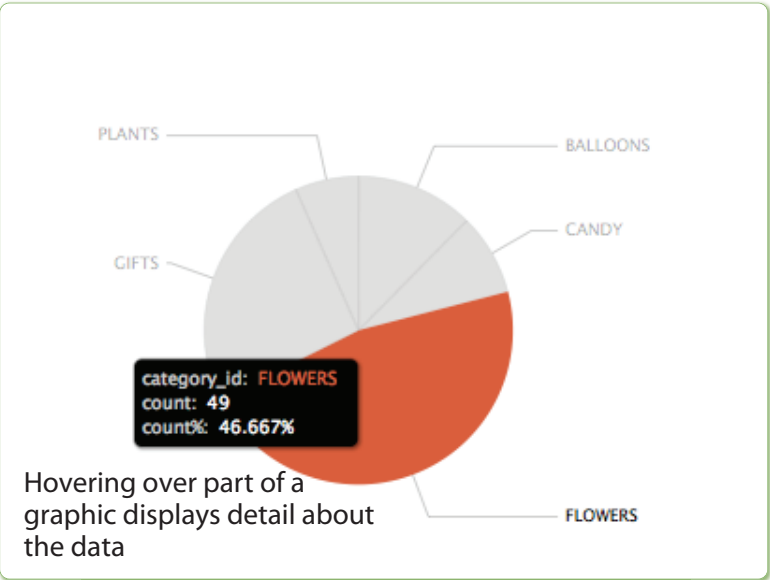 PLANTS
BALLOONS
CANDY
GIFTS
category_id: FLOWERS
count: 49
count%: 46.667%
Hovering over part of a
graphic displays detail about
the data
FLOWERS